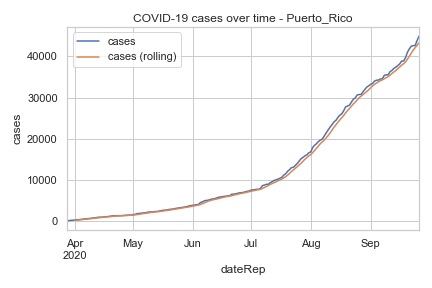 COVID-19 cases over time - Puerto_Rico
cases
cases (rolling)
cases
40000
30000
20000
10000
0
Apr May Jun Jul Aug Sep
2020
dateRep